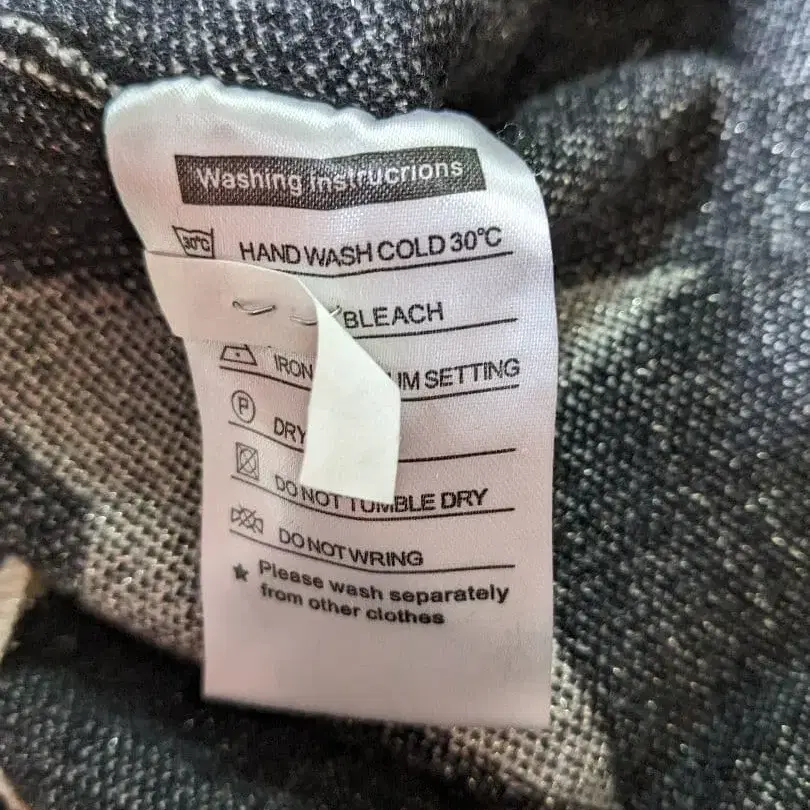 Washing instrucrions
30°C HAND WASH COLD 30°C
BLEACH
IRON SETTING
P DRY
DO NOT TUMBLE DRY
DO NOT WRING
★ Please wash separately
from other clothes